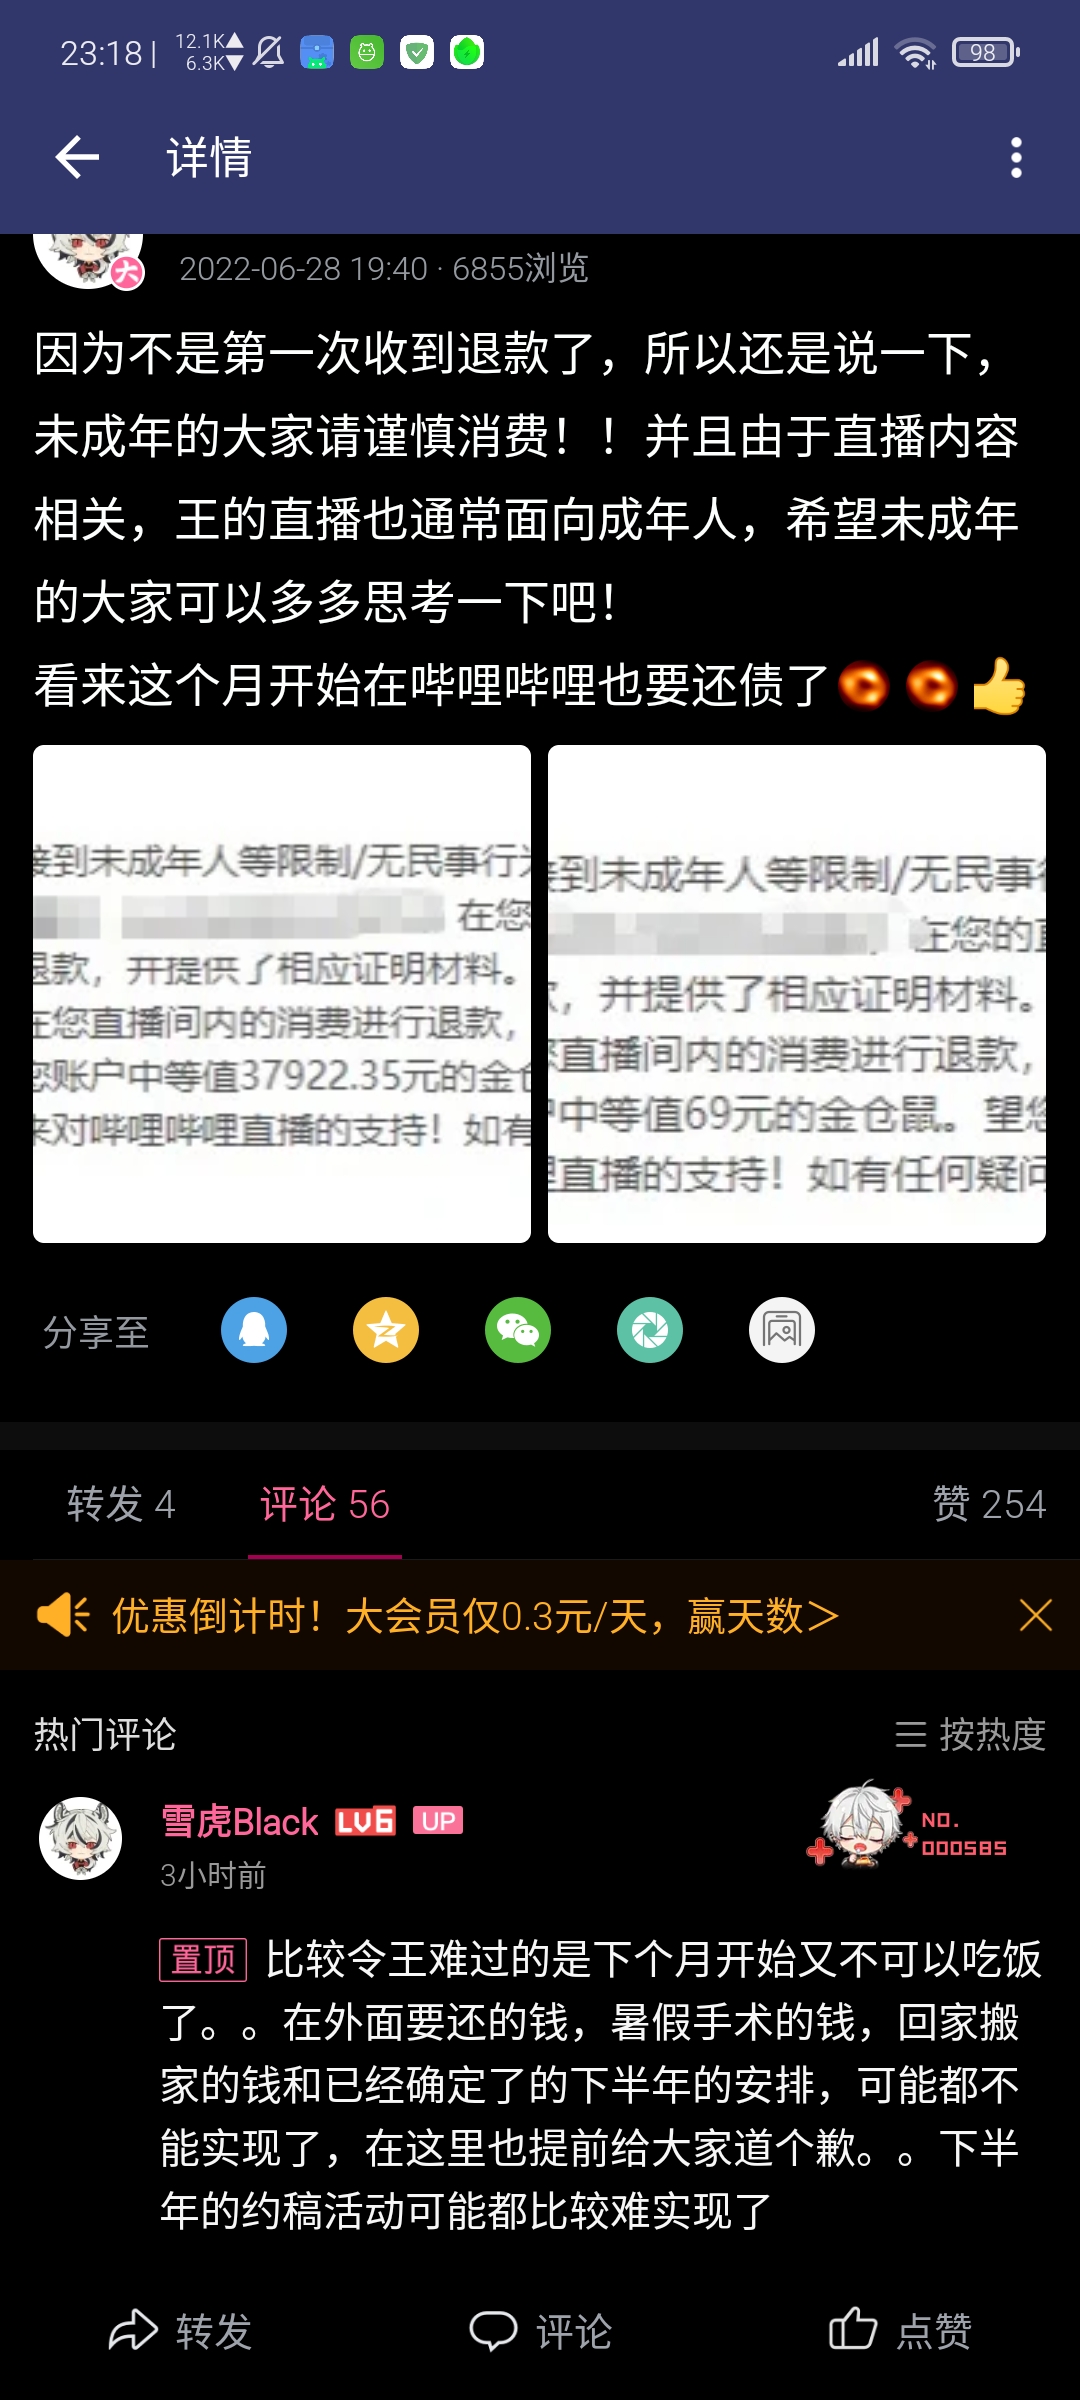 23:18 |
12.1K
6.3K
98
详情
大
2022-06-28 19:40 · 6855浏览
因为不是第一次收到退款了，所以还是说一下，
未成年的大家请谨慎消费！！并且由于直播内容
相关，王的直播也通常面向成年人，希望未成年
的大家可以多多思考一下吧！
看来这个月开始在哔哩哔哩也要还债了
接到未成年人等限制/无民事行为
在您
退款，并提供了相应证明材料。
在您直播间内的消费进行退款，
您账户中等值37922.35元的金仓
来对哔哩哔哩直播的支持！如有
接到未成年人等限制/无民事行
在您的直
款，并提供了相应证明材料。
您直播间内的消费进行退款，
户中等值69元的金仓鼠。望您
里直播的支持！如有任何疑问
分享至
转发 4
评论 56
赞 254
优惠倒计时！大会员仅0.3元/天，赢天数＞
热门评论
按热度
雪虎Black LV6 UP
NO.
000585
3小时前
置顶 比较令王难过的是下个月开始又不可以吃饭
了。。在外面要还的钱，暑假手术的钱，回家搬
家的钱和已经确定了的下半年的安排，可能都不
能实现了，在这里也提前给大家道个歉。。下半
年的约稿活动可能都比较难实现了
转发
评论
点赞